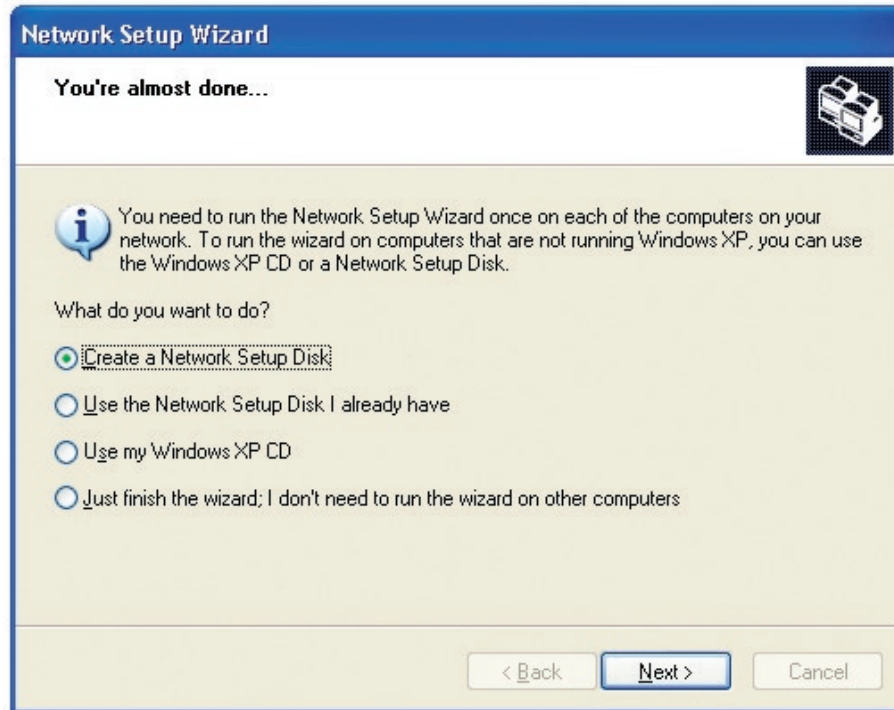 Network Setup Wizard
You're almost done...
You need to run the Network Setup Wizard once on each of the computers on your
network. To run the wizard on computers that are not running Windows XP, you can use
the Windows XP CD or a Network Setup Disk.
What do you want to do?
Create a Network Setup Disk
Use the Network Setup Disk I already have
Use my Windows XP CD
Just finish the wizard; I don't need to run the wizard on other computers
< Back
Next >
Cancel